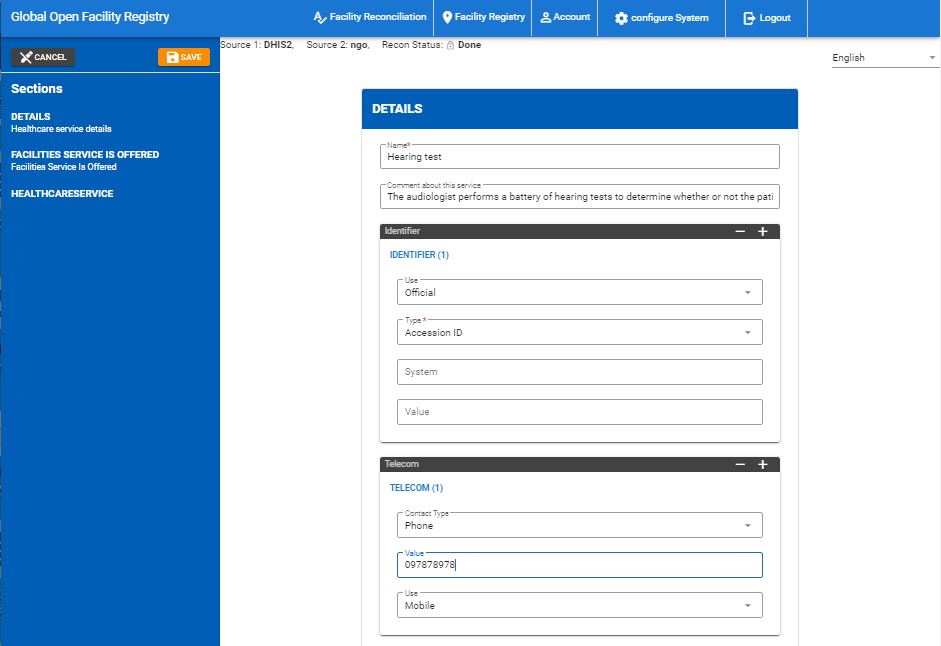 Global Open Facility Registry
Facility Reconciliation
Facility Registry
Account
configure System
Logout
CANCEL
SAVE
Source 1: DHIS2, Source 2: ngo, Recon Status: Done
English
Sections
DETAILS
Healthcare service details
FACILITIES SERVICE IS OFFERED
Facilities Service Is Offered
HEALTHCARESERVICE
DETAILS
Name*
Hearing test
Comment about this service
The audiologist performs a battery of hearing tests to determine whether or not the pati
Identifier
IDENTIFIER (1)
Use
Official
Type*
Accession ID
System
Value
Telecom
TELECOM (1)
Contact Type
Phone
Value
097878978
Use
Mobile